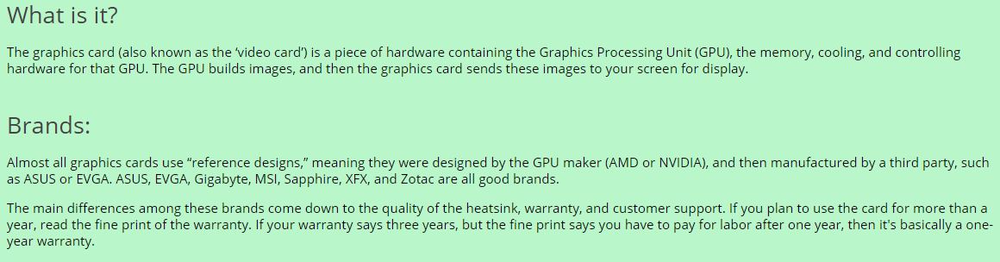 What is it?
The graphics card (also known as the ‘video card’) is a piece of hardware containing the Graphics Processing Unit (GPU), the memory, cooling, and controlling
hardware for that GPU. The GPU builds images, and then the graphics card sends these images to your screen for display.
Brands:
Almost all graphics cards use “reference designs,” meaning they were designed by the GPU maker (AMD or NVIDIA), and then manufactured by a third party, such
as ASUS or EVGA. ASUS, EVGA, Gigabyte, MSI, Sapphire, XFX, and Zotac are all good brands.
The main differences among these brands come down to the quality of the heatsink, warranty, and customer support. If you plan to use the card for more than a
year, read the fine print of the warranty. If your warranty says three years, but the fine print says you have to pay for labor after one year, then it's basically a one-
year warranty.